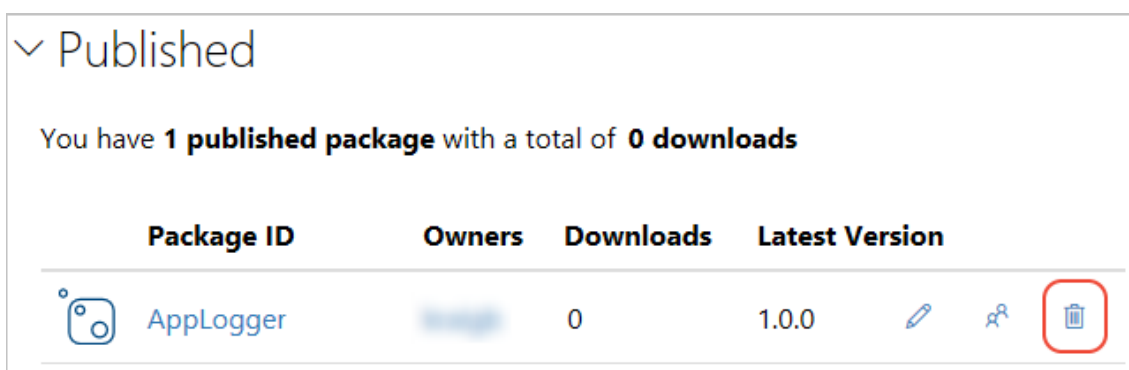 Published
You have 1 published package with a total of 0 downloads
Package ID Owners Downloads Latest Version
AppLogger 0 1.0.0